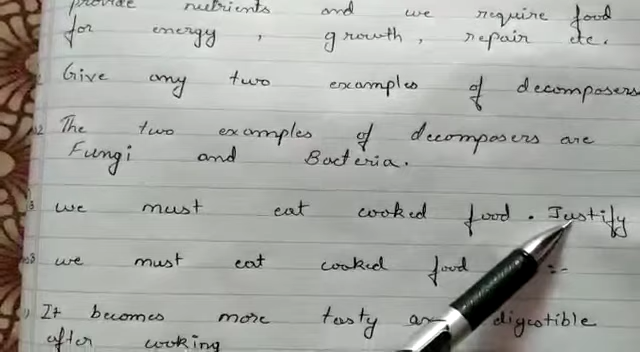 provide nutrients and we require food
for energy, growth, repair etc.
Give any two examples of decomposers
The two examples of decomposers are
Fungi and Bacteria.
we must eat cooked food. Justify
we must eat cooked food :-
It becomes more tasty digestible
after cooking